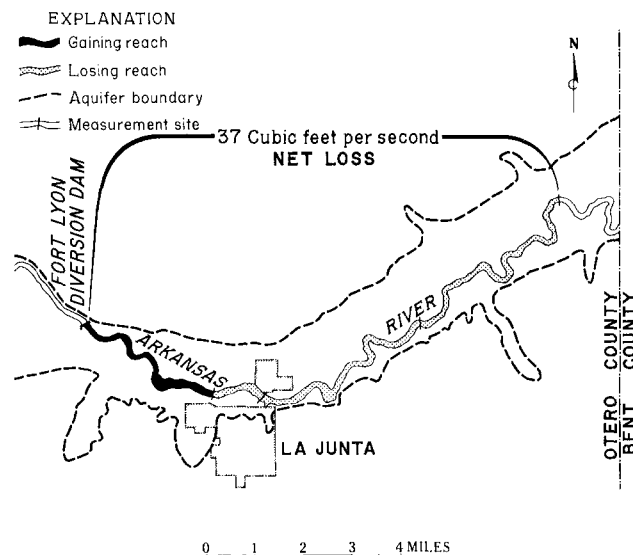 EXPLANATION
Gaining reach
Losing reach
Aquifer boundary
Measurement site
N
37 Cubic feet per second
NET LOSS
FORT LYON
DIVERSION DAM
ARKANSAS
RIVER
LA JUNTA
OTERO COUNTY
BENT COUNTY
0 1 2 3 4 MILES